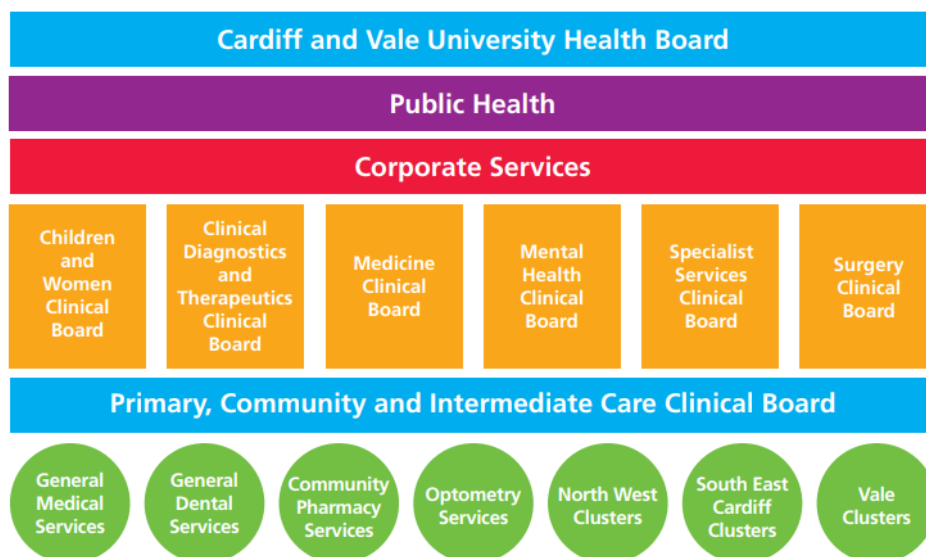 Cardiff and Vale University Health Board
Public Health
Corporate Services
Children
and
Women
Clinical
Board
Clinical
Diagnostics
and
Therapeutics
Clinical
Board
Medicine
Clinical
Board
Mental
Health
Clinical
Board
Specialist
Services
Clinical
Board
Surgery
Clinical
Board
Primary, Community and Intermediate Care Clinical Board
General
Medical
Services
General
Dental
Services
Community
Pharmacy
Services
Optometry
Services
North West
Clusters
South East
Cardiff
Clusters
Vale
Clusters